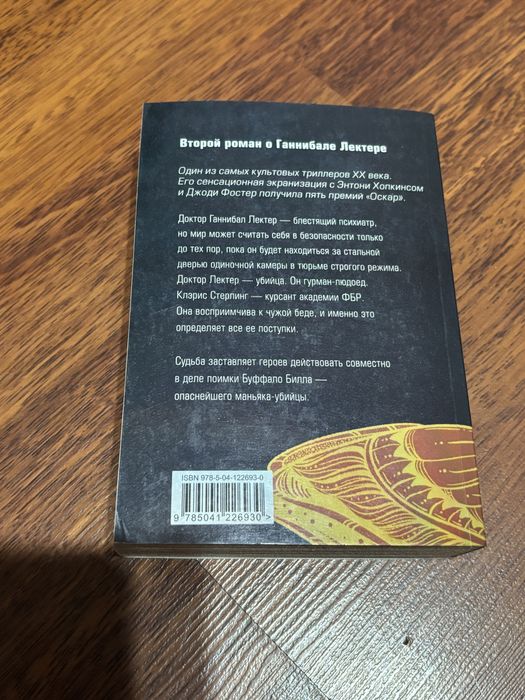 Второй роман о Ганнибале Лектере
Один из самых культовых триллеров XX века.
Его сенсационная экранизация с Энтони Хопкинсом
и Джоди Фостер получила пять премий «Оскар».
Доктор Ганнибал Лектер — блестящий психиатр,
но мир может считать себя в безопасности только
до тех пор, пока он будет находиться за стальной
дверью одиночной камеры в тюрьме строгого режима.
Доктор Лектер — убийца. Он гурман-людоед.
Клэрис Стерлинг — курсант академии ФБР.
Она восприимчива к чужой беде, и именно это
определяет все ее поступки.
Судьба заставляет героев действовать совместно
в деле поимки Буффало Билла —
опаснейшего маньяка-убийцы.
ISBN 978-5-04-122693-0
9 785041 226930>